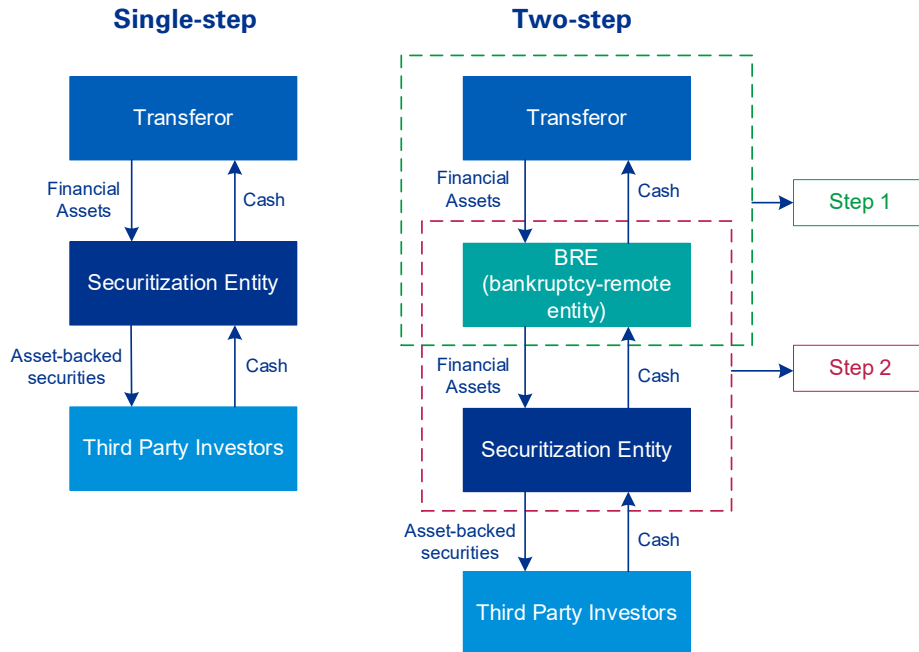 Single-step
Transferor
Financial
Assets
Cash
Securitization Entity
Asset-backed
securities
Cash
Third Party Investors
Two-step
Transferor
Financial
Assets
Cash
Step 1
BRE
(bankruptcy-remote
entity)
Financial
Assets
Cash
Step 2
Securitization Entity
Asset-backed
securities
Cash
Third Party Investors